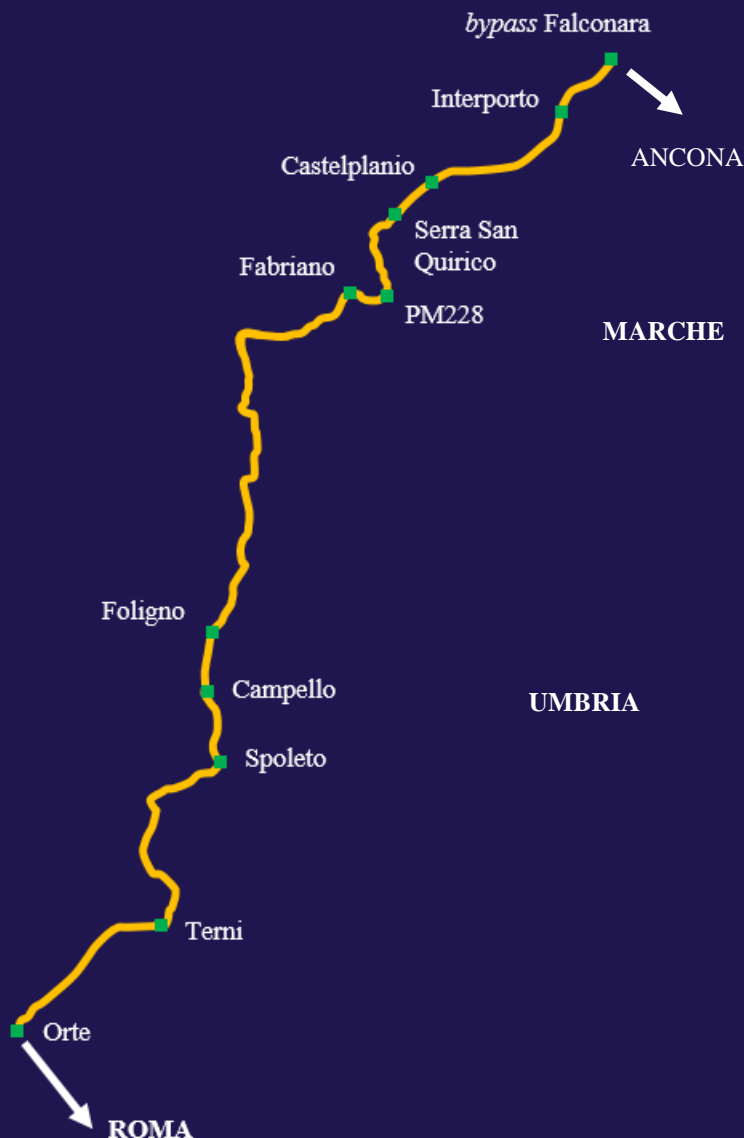 bypass Falconara
Interporto
ANCONA
Castelplanio
Serra San
Quirico
Fabriano
PM228
MARCHE
Foligno
Campello
UMBRIA
Spoleto
Terni
Orte
ROMA